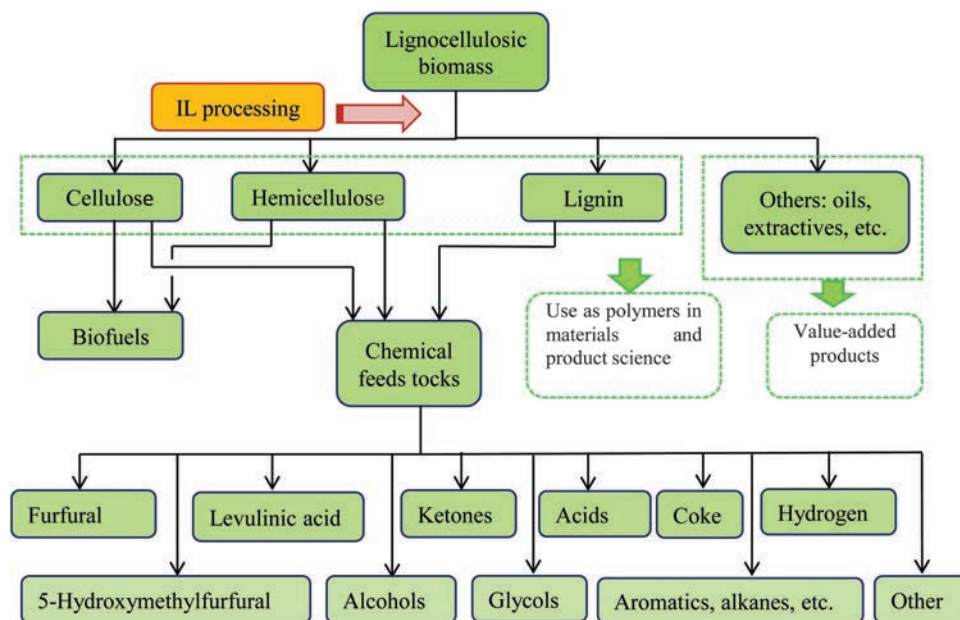 Lignocellulosic
biomass
IL processing
Cellulose
Hemicellulose
Lignin
Others: oils,
extractives, etc.
Biofuels
Chemical
feeds tocks
Use as polymers in
materials and
product science
Value-added
products
Furfural
Levulinic acid
Ketones
Acids
Coke
Hydrogen
5-Hydroxymethylfurfural
Alcohols
Glycols
Aromatics, alkanes, etc.
Other